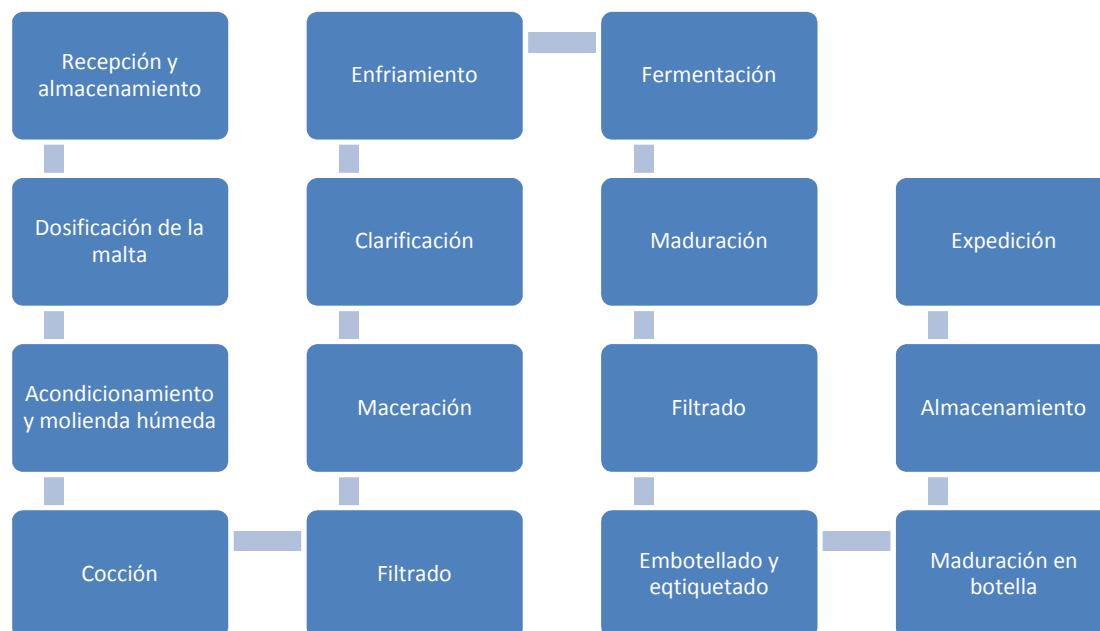 Recepción y
almacenamiento
Dosificación de la
malta
Acondicionamiento
y molienda húmeda
Cocción
Filtrado
Maceración
Clarificación
Enfriamiento
Fermentación
Maduración
Filtrado
Embotellado y
eqtiquetado
Maduración en
botella
Almacenamiento
Expedición